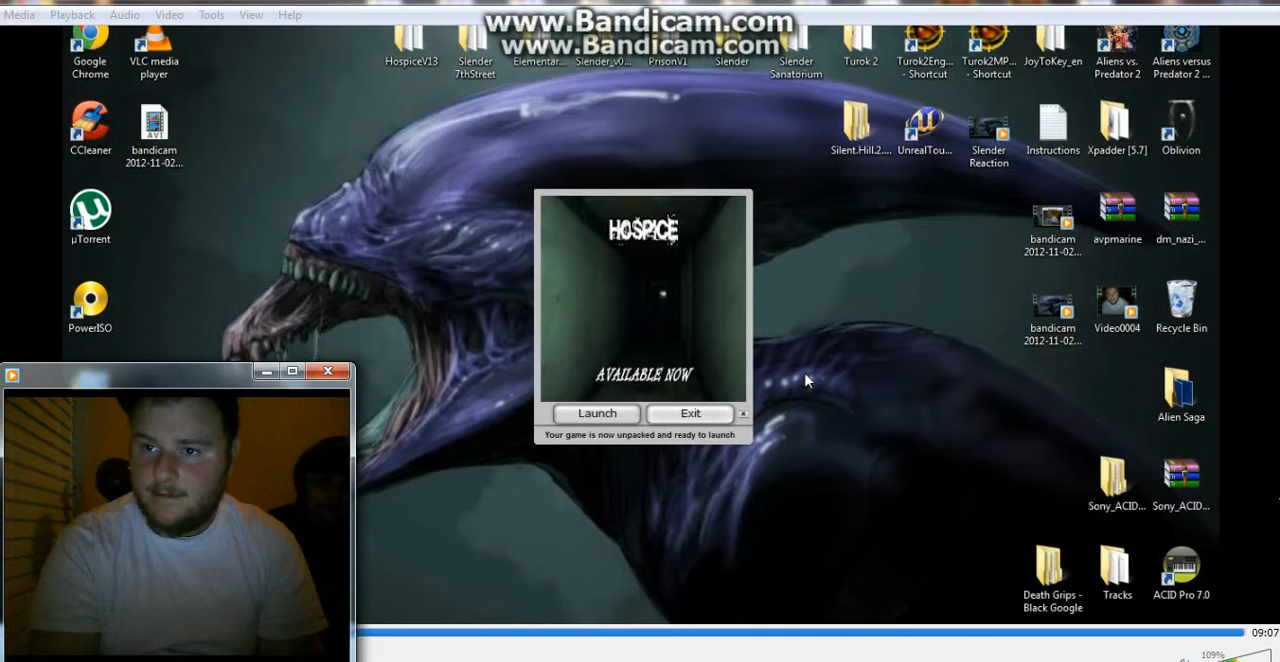 Media Playback Audio Video Tools View Help
www.Bandicam.com
www.Bandicam.com
Google
Chrome
VLC media
player
HospiceV13
Slender
7thStreet
Elementar...
Slender_v0...
PrisonV1
Slender
Slender
Sanatorium
Turok 2
Turok2Eng...
- Shortcut
Turok2MP...
- Shortcut
JoyToKey_en
Aliens vs.
Predator 2
Aliens versus
Predator 2 ...
CCleaner
AVI
bandicam
2012-11-02...
Silent.Hill.2....
UnrealTou...
Slender
Reaction
Instructions
Xpadder [5.7]
Oblivion
µTorrent
bandicam
2012-11-02...
avpmarine
dm_nazi_...
PowerISO
bandicam
2012-11-02...
Video0004
Recycle Bin
HOSPICE
AVAILABLE NOW
Launch
Exit
Your game is now unpacked and ready to launch
Alien Saga
Sony_ACID...
Sony_ACID...
Death Grips -
Black Google
Tracks
ACID Pro 7.0
09:07
109%